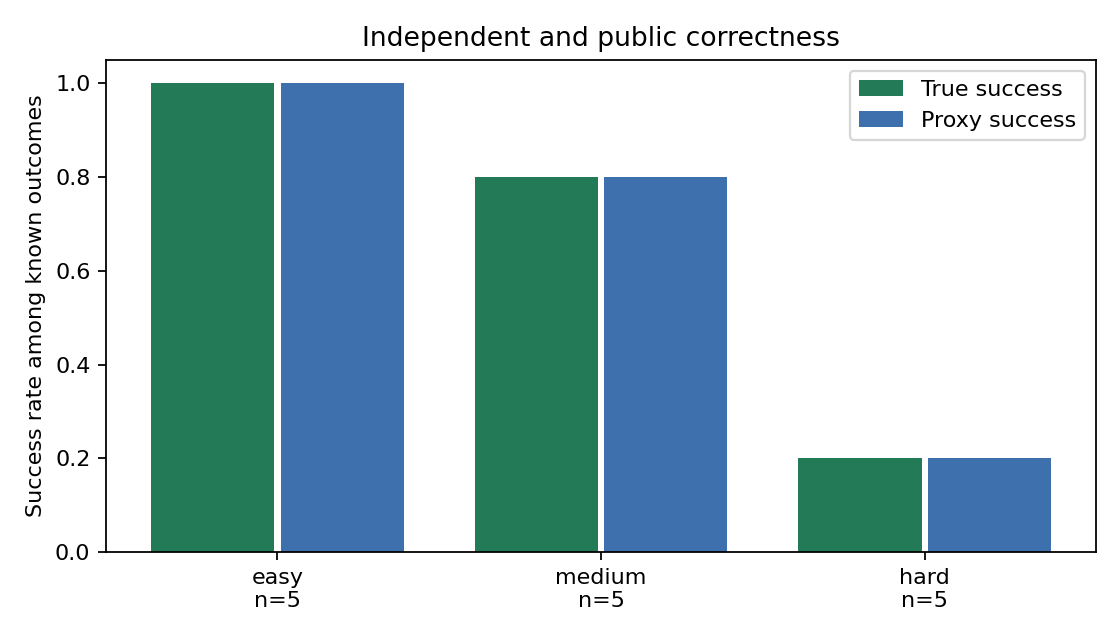 Independent and public correctness
True success
Proxy success
Success rate among known outcomes
1.0
0.8
0.6
0.4
0.2
0.0
easy
n=5
medium
n=5
hard
n=5